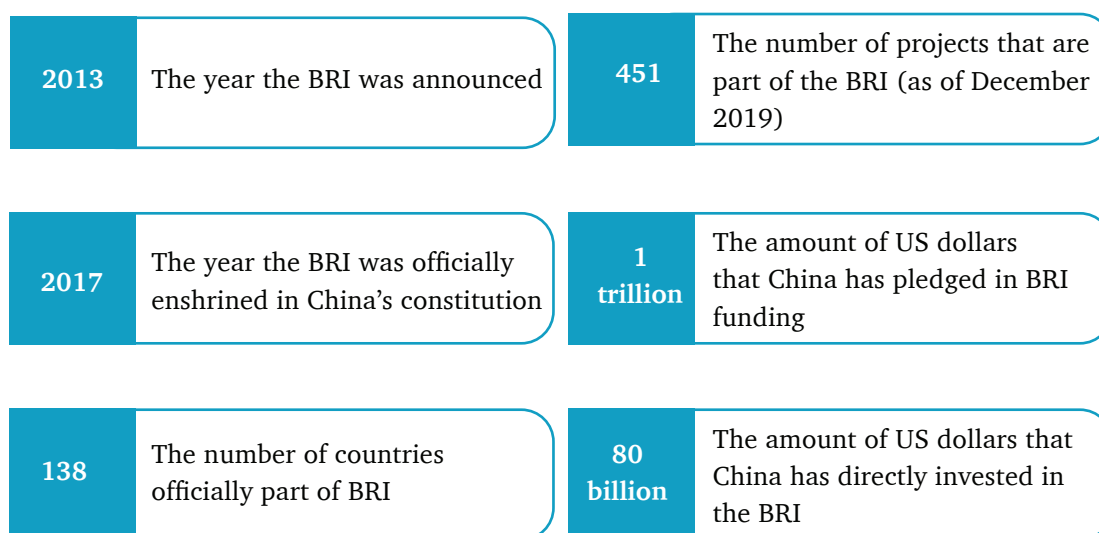 2013
The year the BRI was announced
451
The number of projects that are
part of the BRI (as of December
2019)
2017
The year the BRI was officially
enshrined in China’s constitution
1
trillion
The amount of US dollars
that China has pledged in BRI
funding
138
The number of countries
officially part of BRI
80
billion
The amount of US dollars that
China has directly invested in
the BRI